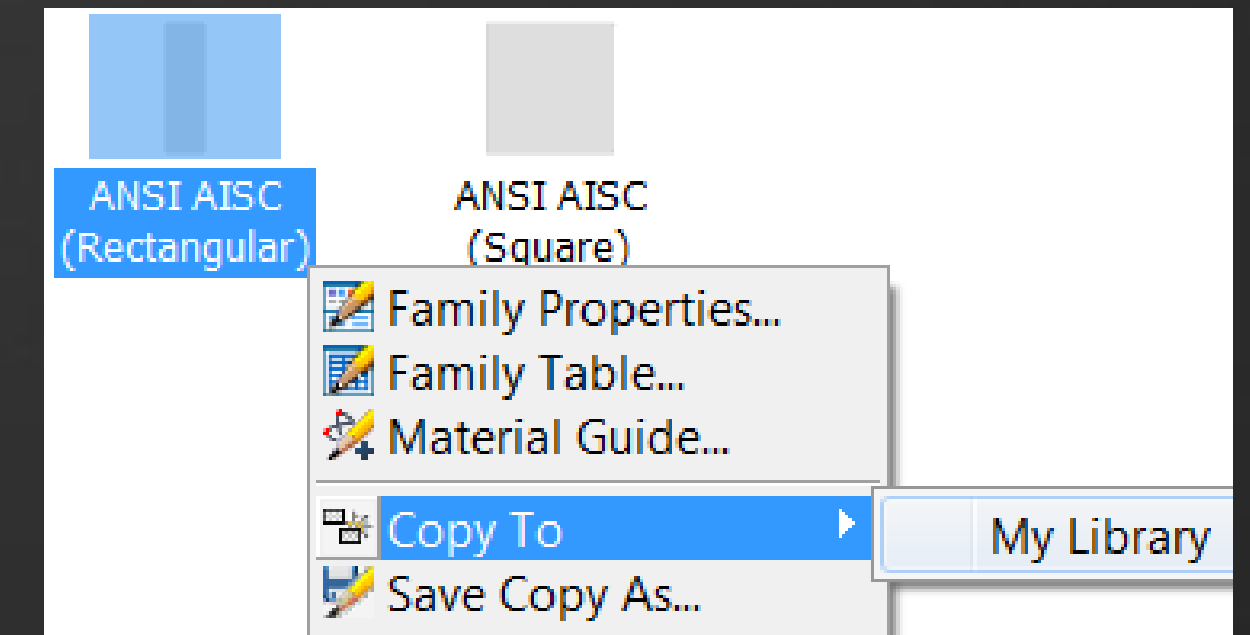 ANSI AISC
(Rectangular)
ANSI AISC
(Square)
Family Properties...
Family Table...
Material Guide...
Copy To
My Library
Save Copy As...